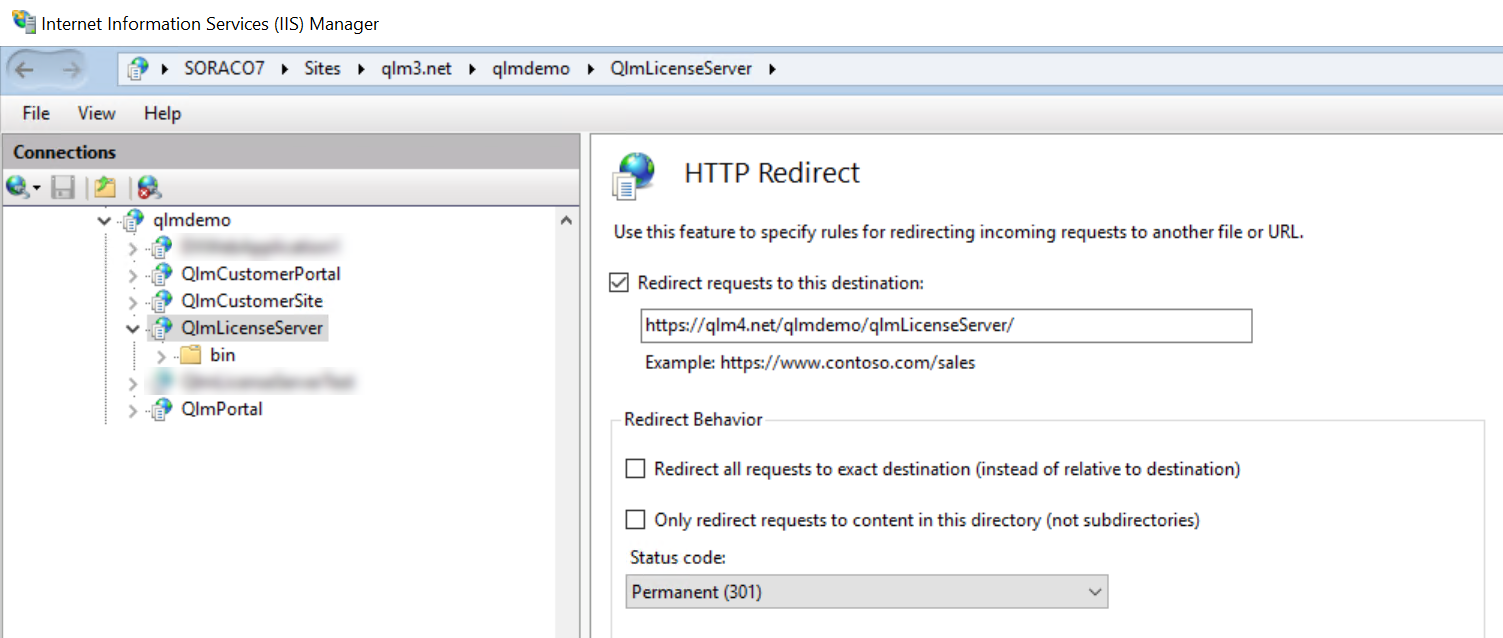 Internet Information Services (IIS) Manager
SORACO7 Sites qlm3.net qlmdemo QlmLicenseServer
File View Help
Connections
qlmdemo
QlmCustomerPortal
QlmCustomerSite
QlmLicenseServer
bin
QlmPortal
HTTP Redirect
Use this feature to specify rules for redirecting incoming requests to another file or URL.
Redirect requests to this destination:
https://qlm4.net/qlmdemo/qlmLicenseServer/
Example: https://www.contoso.com/sales
Redirect Behavior
Redirect all requests to exact destination (instead of relative to destination)
Only redirect requests to content in this directory (not subdirectories)
Status code:
Permanent (301)